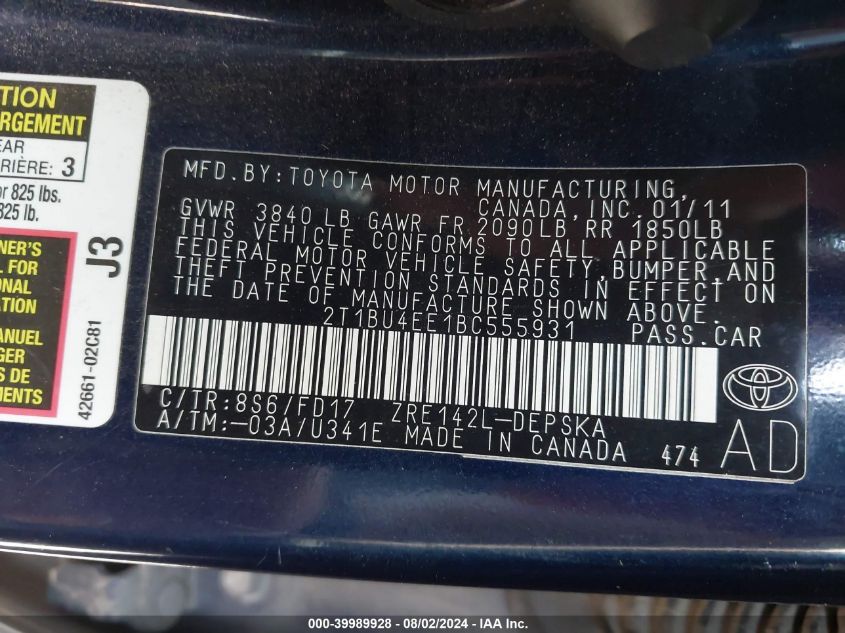 TION
RGEMENT
EAR
RIÈRE: 3
or 825 lbs.
825 lb.
NER'S
L FOR
ONAL
ATION
ANUEL
GER
S DE
MENTS
J3
42661-02C81
MFD.BY:TOYOTA MOTOR MANUFACTURING,
CANADA,INC. 01/11
GVWR 3840 LB GAWR FR 2090LB RR 1850LB
THIS VEHICLE CONFORMS TO ALL APPLICABLE
FEDERAL MOTOR VEHICLE SAFETY,BUMPER,AND
THEFT PREVENTION STANDARDS IN EFFECT ON
THE DATE OF MANUFACTURE SHOWN ABOVE.
2T1BU4EE1BC555931 PASS.CAR
C/TR:8S6/FD17 ZRE142L-DEPSKA
A/TM:-03A/U341E MADE IN CANADA 474
AD
000-39989928 | 08/02/2024 - IAA Inc.